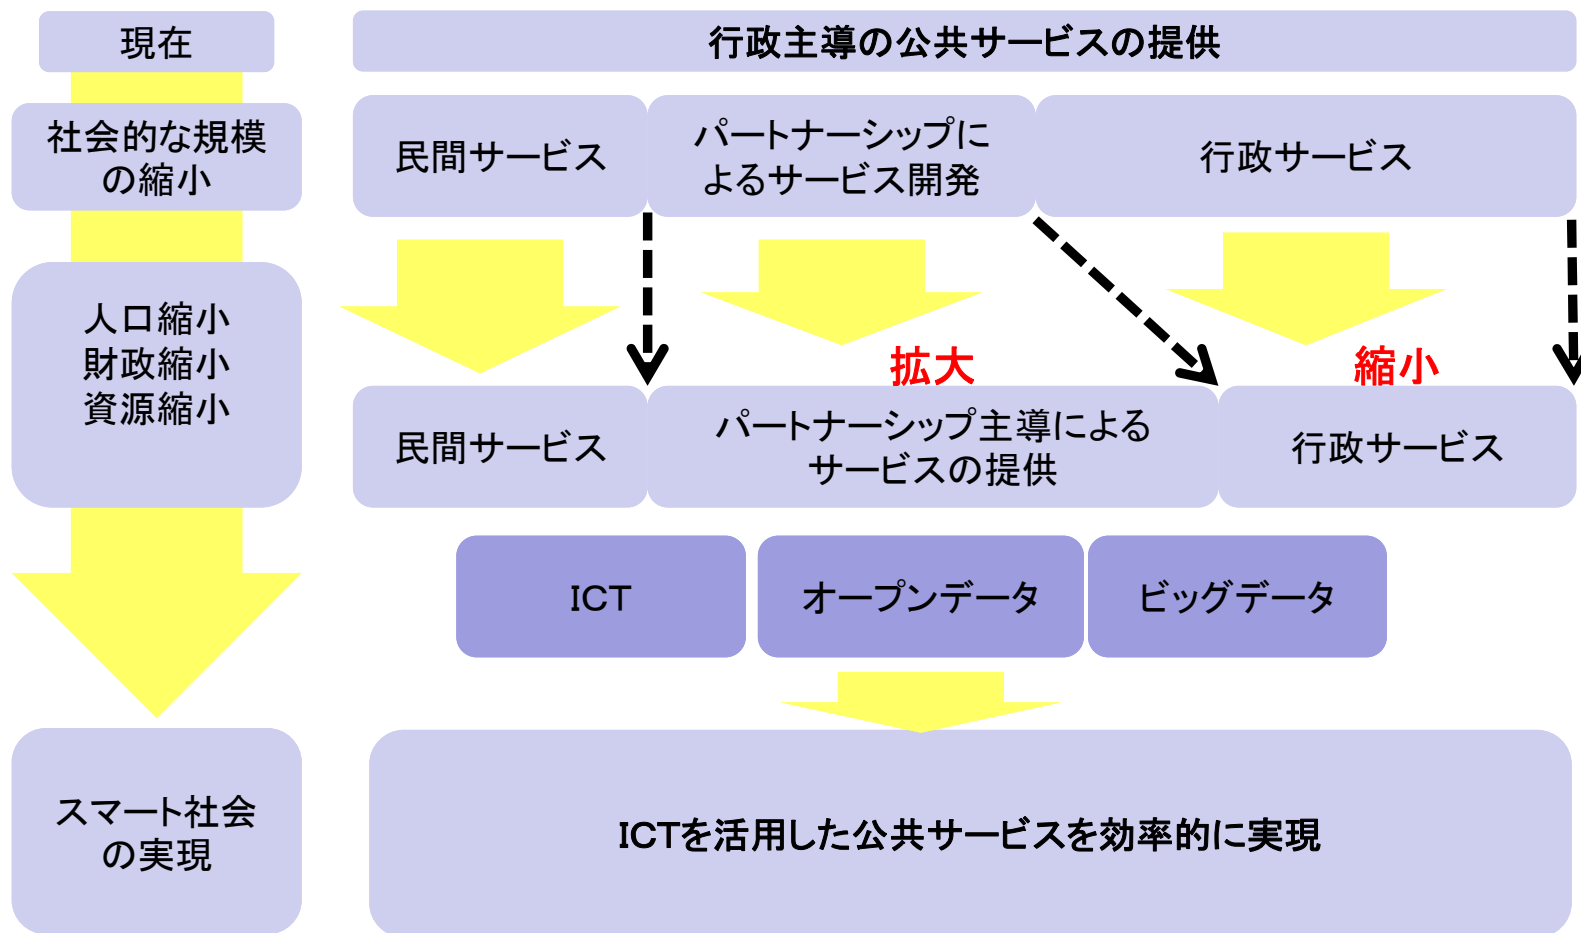 現在
行政主導の公共サービスの提供
社会的な規模
の縮小
民間サービス
パートナーシップに
よるサービス開発
行政サービス
人口縮小
財政縮小
資源縮小
拡大
縮小
民間サービス
パートナーシップ主導による
サービスの提供
行政サービス
ICT
オープンデータ
ビッグデータ
スマート社会
の実現
ICTを活用した公共サービスを効率的に実現